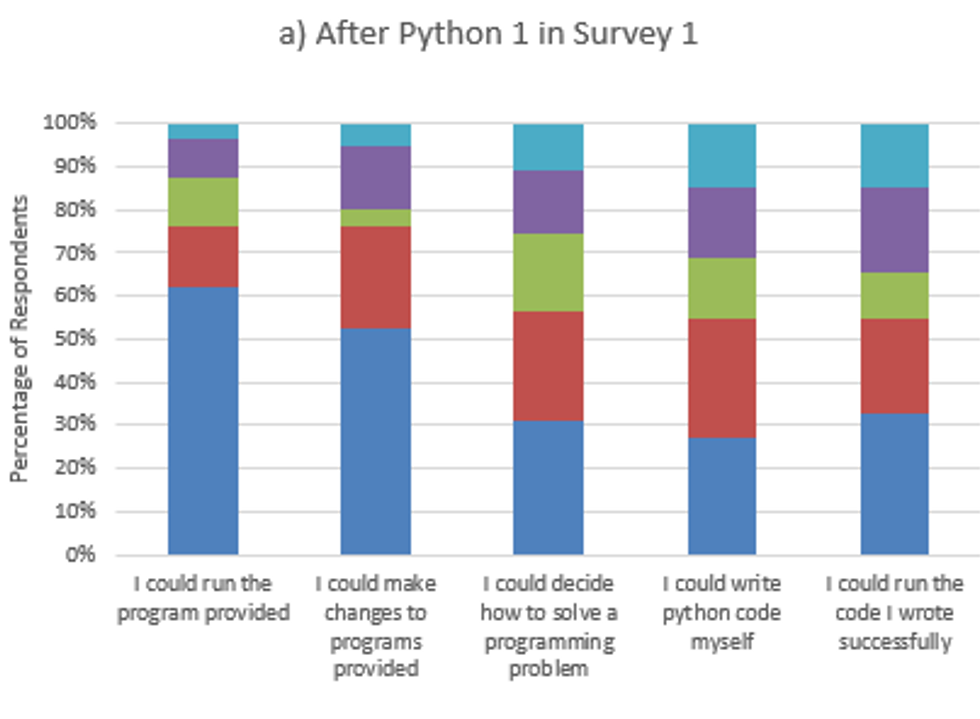 a) After Python 1 in Survey 1
Percentage of Respondents
100%
90%
80%
70%
60%
50%
40%
30%
20%
10%
0%
I could run the
program provided
I could make
changes to
programs
provided
I could decide
how to solve a
programming
problem
I could write
python code
myself
I could run the
code I wrote
successfully